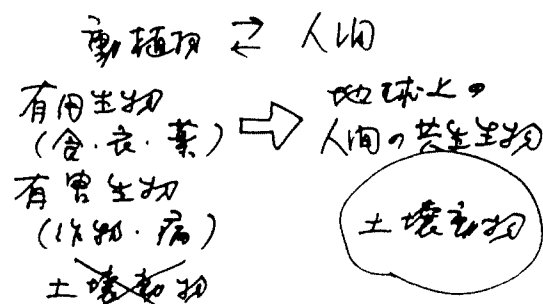 動植物 ⇄ 人間
有用生物
(食・衣・薬)
有害生物
(作物・病)
土壌動物
⇨
地球上の
人間の共生生物
土壌動物